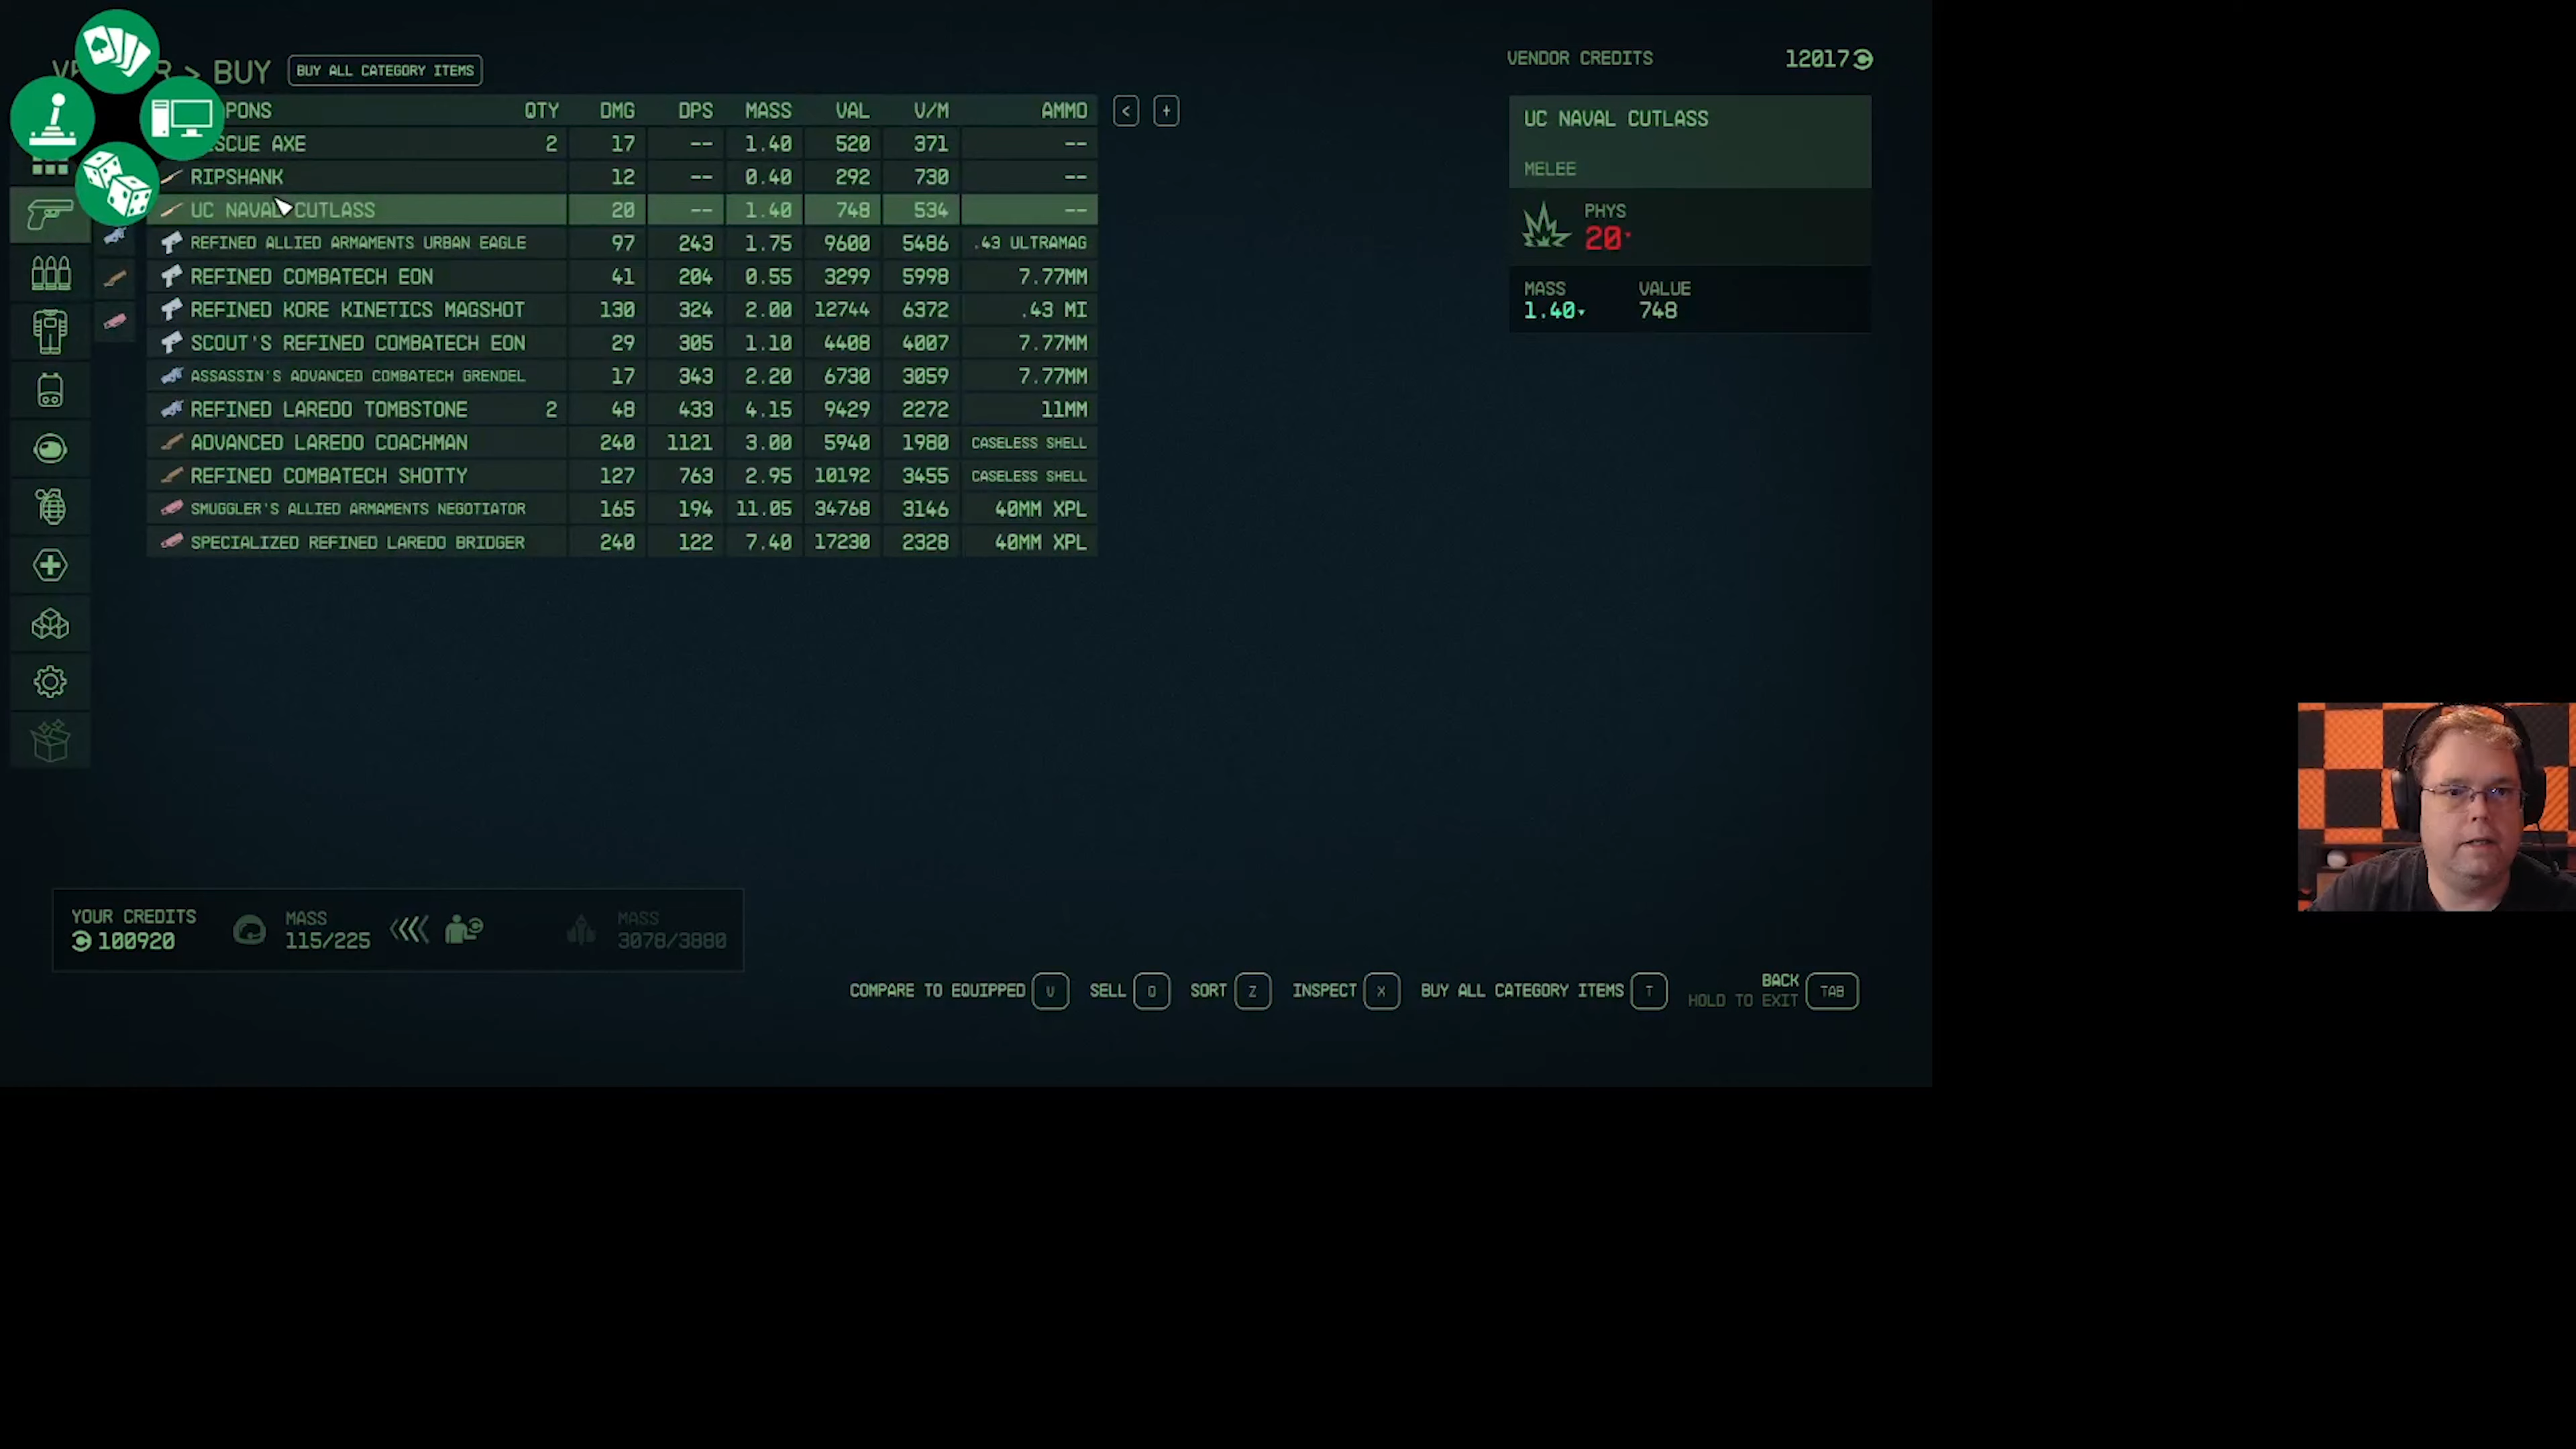 > BUY BUY ALL CATEGORY ITEMS
VENDOR CREDITS 12017
QTY DMG DPS MASS VAL V/M AMMO < +
AXE 2 17 -- 1.40 520 371 --
RIPSHANK 12 -- 0.40 292 730 --
UC NAVAL CUTLASS 20 -- 1.40 748 534 --
REFINED ALLIED ARMAMENTS URBAN EAGLE 97 243 1.75 9600 5486 .43 ULTRAMAG
REFINED COMBATECH EON 41 204 0.55 3299 5998 7.77MM
REFINED KORE KINETICS MAGSHOT 130 324 2.00 12744 6372 .43 MI
SCOUT'S REFINED COMBATECH EON 29 305 1.10 4408 4007 7.77MM
ASSASSIN'S ADVANCED COMBATECH GRENDEL 17 343 2.20 6730 3059 7.77MM
REFINED LAREDO TOMBSTONE 2 48 433 4.15 9429 2272 11MM
ADVANCED LAREDO COACHMAN 240 1121 3.00 5940 1980 CASELESS SHELL
REFINED COMBATECH SHOTTY 127 763 2.95 10192 3455 CASELESS SHELL
SMUGGLER'S ALLIED ARMAMENTS NEGOTIATOR 165 194 11.05 34768 3146 40MM XPL
SPECIALIZED REFINED LAREDO BRIDGER 240 122 7.40 17230 2328 40MM XPL
UC NAVAL CUTLASS
MELEE
PHYS
20
MASS VALUE
1.40 748
YOUR CREDITS MASS MASS
100920 115/225 3078/3880
COMPARE TO EQUIPPED U SELL Q SORT Z INSPECT X BUY ALL CATEGORY ITEMS T BACK TAB
HOLD TO EXIT